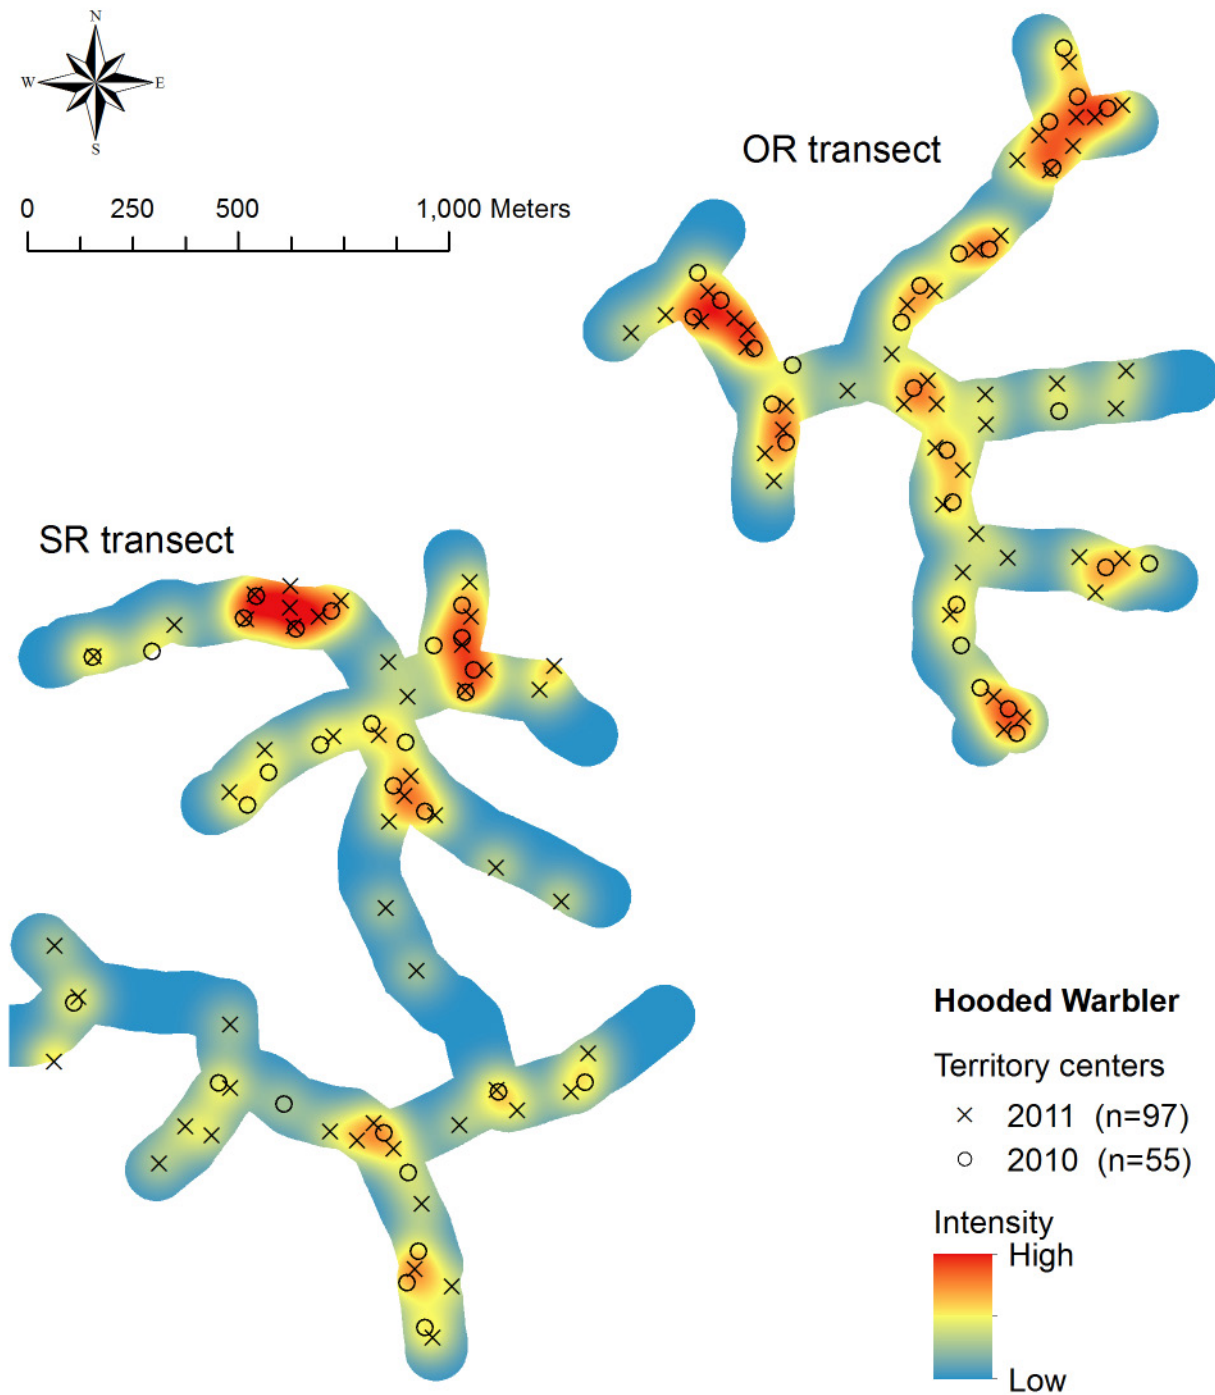 N
W E
S
0 250 500 1,000 Meters
OR transect
SR transect
Hooded Warbler
Territory centers
2011 (n=97)
2010 (n=55)
Intensity
High
Low